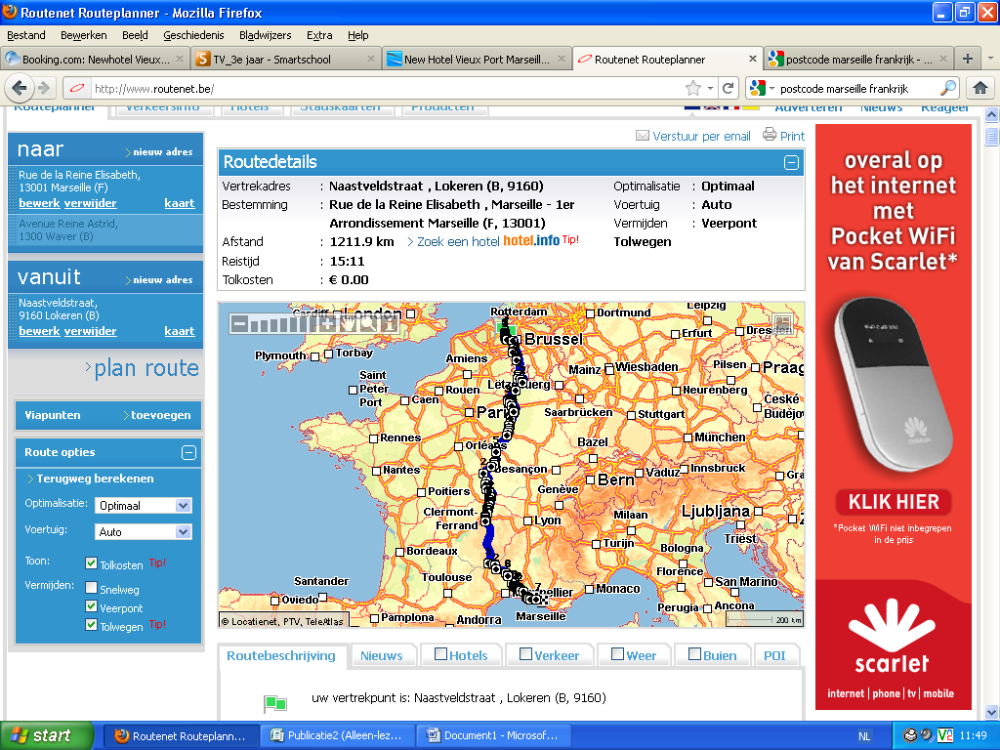 Routenet Routeplanner - Mozilla Firefox
Bestand Bewerken Beeld Geschiedenis Bladwijzers Extra Help
Booking.com: Newhotel Vieux... TV_3e jaar - Smartschool New Hotel Vieux Port Marseill... Routenet Routeplanner postcode marseille frankrijk - ...
http://www.routenet.be/ postcode marseille frankrijk
Routeplanner Verkeersinfo Hotels Stadskaarten Producten Adverteren Nieuws Reageer
naar > nieuw adres
Rue de la Reine Elisabeth,
13001 Marseille (F)
bewerk verwijder kaart
Avenue Reine Astrid,
1300 Waver (B)
vanuit > nieuw adres
Naastveldstraat,
9160 Lokeren (B)
bewerk verwijder kaart
> plan route
Viapunten > toevoegen
Route opties
> Terugweg berekenen
Optimalisatie: Optimaal
Voertuig: Auto
Toon: Tolkosten Tip!
Vermijden: Snelweg
Veerpont
Tolwegen Tip!
Verstuur per email Print
Routedetails
Vertrekadres : Naastveldstraat , Lokeren (B, 9160) Optimalisatie : Optimaal
Bestemming : Rue de la Reine Elisabeth , Marseille - 1er Voertuig : Auto
Arrondissement Marseille (F, 13001) Vermijden : Veerpont
Afstand : 1211.9 km > Zoek een hotel hotel.info Tip! Tolwegen
Reistijd : 15:11
Tolkosten : € 0.00
Cardiff London Rotterdam Dortmund Leipzig
Brussel Erfurt Dresden
Plymouth Torbay Amiens Mainz Wiesbaden Pilsen Praag
Saint Peter Port Caen Rouen Neurenberg České Budějov
Pari Saarbrücken Stuttgart
Rennes Orléans Bazel München
Nantes Besançon Bern Vaduz Innsbruck Gra
Poitiers Genève
Clermont-Ferrand Lyon Milaan Ljubljana
Bordeaux Turijn Bologna Triëst
Toulouse Florence
Santander Oviedo Monaco San Marino
Pamplona Andorra Marseille Perugia Ancona
© Locatienet, PTV, TeleAtlas 200 km
Routebeschrijving Nieuws Hotels Verkeer Weer Buien POI
uw vertrekpunt is: Naastveldstraat , Lokeren (B, 9160)
overal op
het internet
met
Pocket WiFi
van Scarlet*
KLIK HIER
*Pocket WiFi niet inbegrepen
in de prijs
scarlet
internet | phone | tv | mobile
start Routenet Routeplann... Publicatie2 (Alleen-lez... Document1 - Microsof... NL 11:49